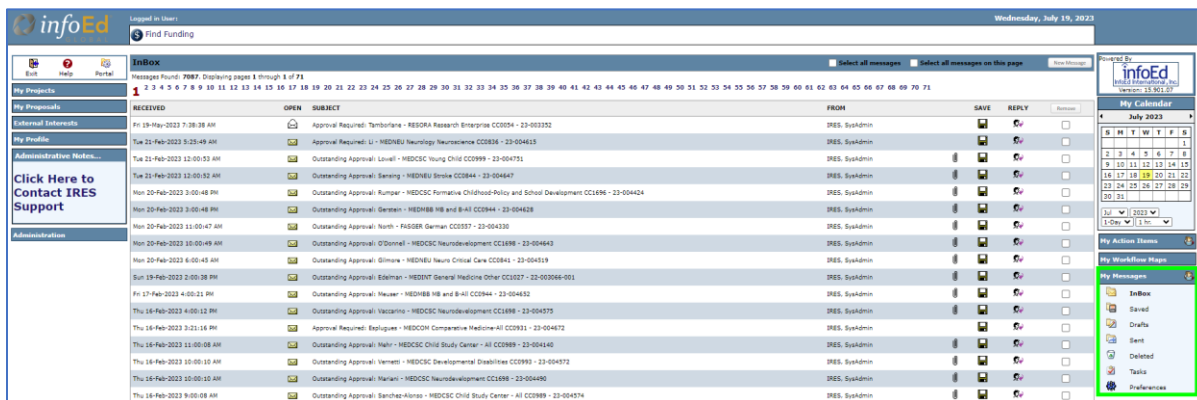 infoEd
GLOBAL
Logged in User:
Wednesday, July 19, 2023
Find Funding
Exit Help Portal
My Projects
My Proposals
External Interests
My Profile
Administrative Notes...
Click Here to
Contact IRES
Support
Administration
InBox
Select all messages Select all messages on this page New Message
Messages Found: 7087. Displaying pages 1 through 1 of 71
1 2 3 4 5 6 7 8 9 10 11 12 13 14 15 16 17 18 19 20 21 22 23 24 25 26 27 28 29 30 31 32 33 34 35 36 37 38 39 40 41 42 43 44 45 46 47 48 49 50 51 52 53 54 55 56 57 58 59 60 61 62 63 64 65 66 67 68 69 70 71
RECEIVED OPEN SUBJECT FROM SAVE REPLY Remove
Fri 19-May-2023 7:38:38 AM Approval Required: Tamborlane - RESORA Research Enterprise CC0054 - 23-003352 IRES, SysAdmin
Tue 21-Feb-2023 5:25:49 AM Approval Required: Li - MEDNEU Neurology Neuroscience CC0836 - 23-004615 IRES, SysAdmin
Tue 21-Feb-2023 12:00:53 AM Outstanding Approval: Lowell - MEDCSC Young Child CC0999 - 23-004751 IRES, SysAdmin
Tue 21-Feb-2023 12:00:52 AM Outstanding Approval: Sansing - MEDNEU Stroke CC0844 - 23-004647 IRES, SysAdmin
Mon 20-Feb-2023 3:00:48 PM Outstanding Approval: Rumper - MEDCSC Formative Childhood-Policy and School Development CC1696 - 23-004424 IRES, SysAdmin
Mon 20-Feb-2023 3:00:48 PM Outstanding Approval: Gerstein - MEDMBB MB and B-All CC0944 - 23-004628 IRES, SysAdmin
Mon 20-Feb-2023 11:00:47 AM Outstanding Approval: North - FASGER German CC0357 - 23-004330 IRES, SysAdmin
Mon 20-Feb-2023 10:00:49 AM Outstanding Approval: O'Donnell - MEDCSC Neurodevelopment CC1698 - 23-004643 IRES, SysAdmin
Mon 20-Feb-2023 6:00:45 AM Outstanding Approval: Gilmore - MEDNEU Neuro Critical Care CC0841 - 23-004519 IRES, SysAdmin
Sun 19-Feb-2023 2:00:38 PM Outstanding Approval: Edelman - MEDINT General Medicine Other CC1027 - 22-003066-001 IRES, SysAdmin
Fri 17-Feb-2023 4:00:21 PM Outstanding Approval: Meuser - MEDMBB MB and B-All CC0944 - 23-004652 IRES, SysAdmin
Thu 16-Feb-2023 4:00:12 PM Outstanding Approval: Vaccarino - MEDCSC Neurodevelopment CC1698 - 23-004575 IRES, SysAdmin
Thu 16-Feb-2023 3:21:16 PM Approval Required: Esplugues - MEDCOM Comparative Medicine-All CC0931 - 23-004672 IRES, SysAdmin
Thu 16-Feb-2023 11:00:08 AM Outstanding Approval: Mehr - MEDCSC Child Study Center - All CC0989 - 23-004140 IRES, SysAdmin
Thu 16-Feb-2023 10:00:10 AM Outstanding Approval: Vernetti - MEDCSC Developmental Disabilities CC0993 - 23-004572 IRES, SysAdmin
Thu 16-Feb-2023 10:00:10 AM Outstanding Approval: Mariani - MEDCSC Neurodevelopment CC1698 - 23-004490 IRES, SysAdmin
Thu 16-Feb-2023 9:00:08 AM Outstanding Approval: Sanchez-Alonso - MEDCSC Child Study Center - All CC0989 - 23-004574 IRES, SysAdmin
Powered By
infoEd
InfoEd International, Inc.
Version: 15.901.07
My Calendar
July 2023
S M T W T F S
1
2 3 4 5 6 7 8
9 10 11 12 13 14 15
16 17 18 19 20 21 22
23 24 25 26 27 28 29
30 31
Jul 2023
1-Day 1 hr.
My Action Items
My Workflow Maps
My Messages
InBox
Saved
Drafts
Sent
Deleted
Tasks
Preferences